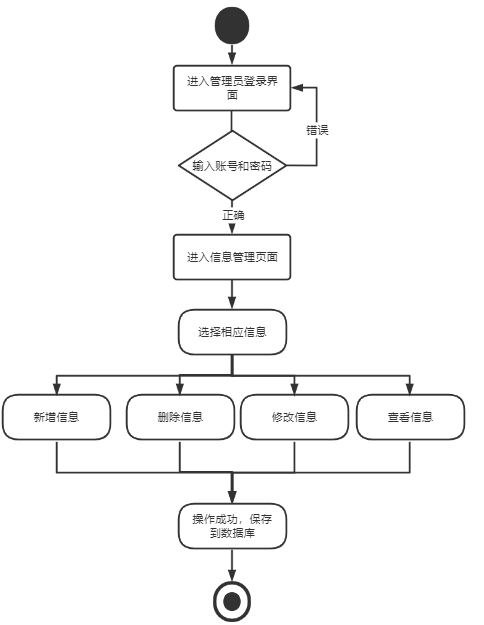 进入管理员登录界
面
错误
输入账号和密码
正确
进入信息管理页面
选择相应信息
新增信息
删除信息
修改信息
查看信息
操作成功，保存
到数据库